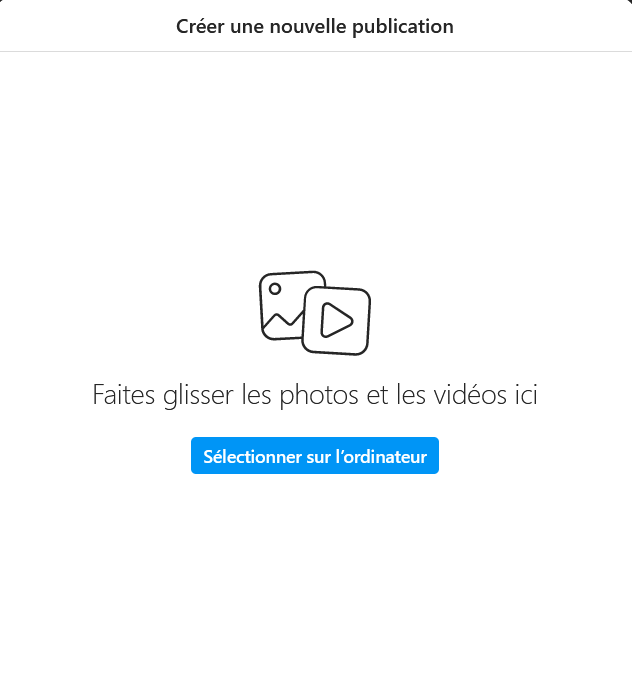 Créer une nouvelle publication
Faites glisser les photos et les vidéos ici
Sélectionner sur l’ordinateur